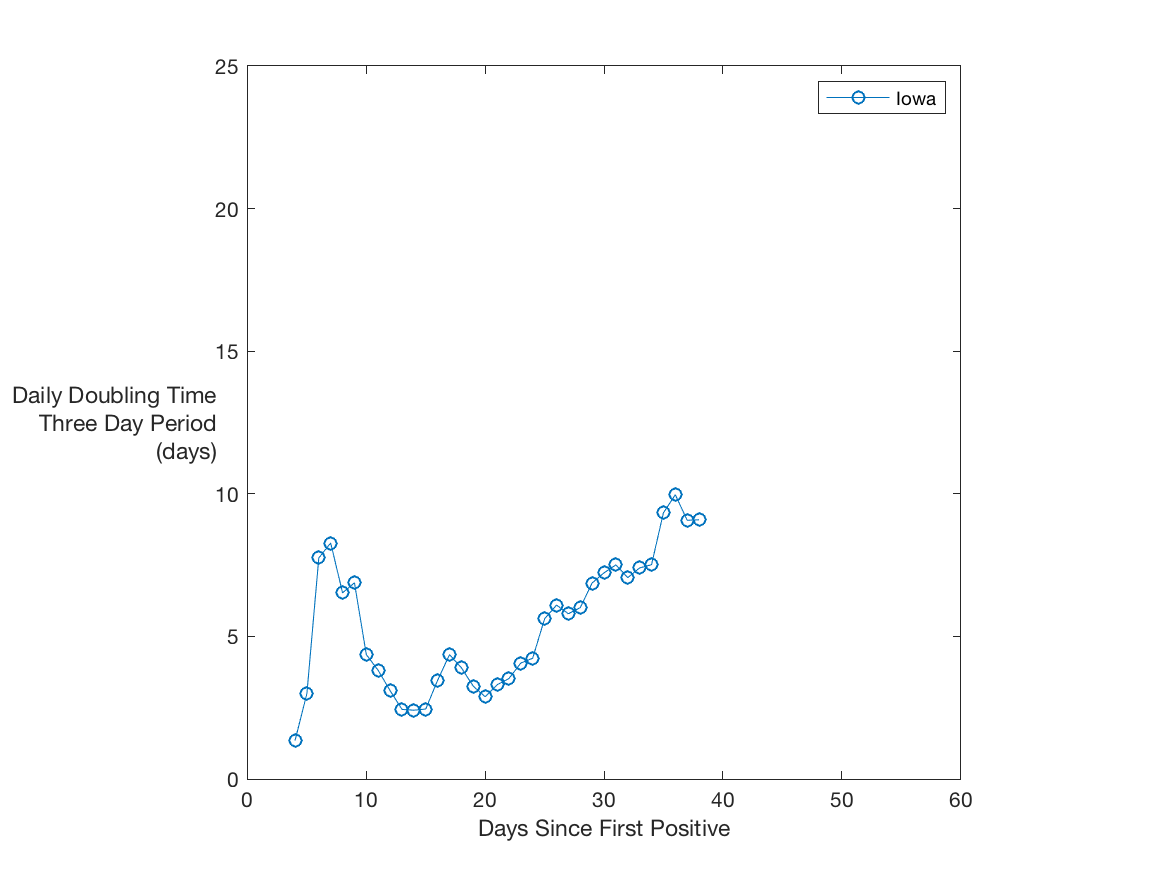 25
20
15
10
5
0
0 10 20 30 40 50 60
Daily Doubling Time
Three Day Period
(days)
Days Since First Positive
Iowa